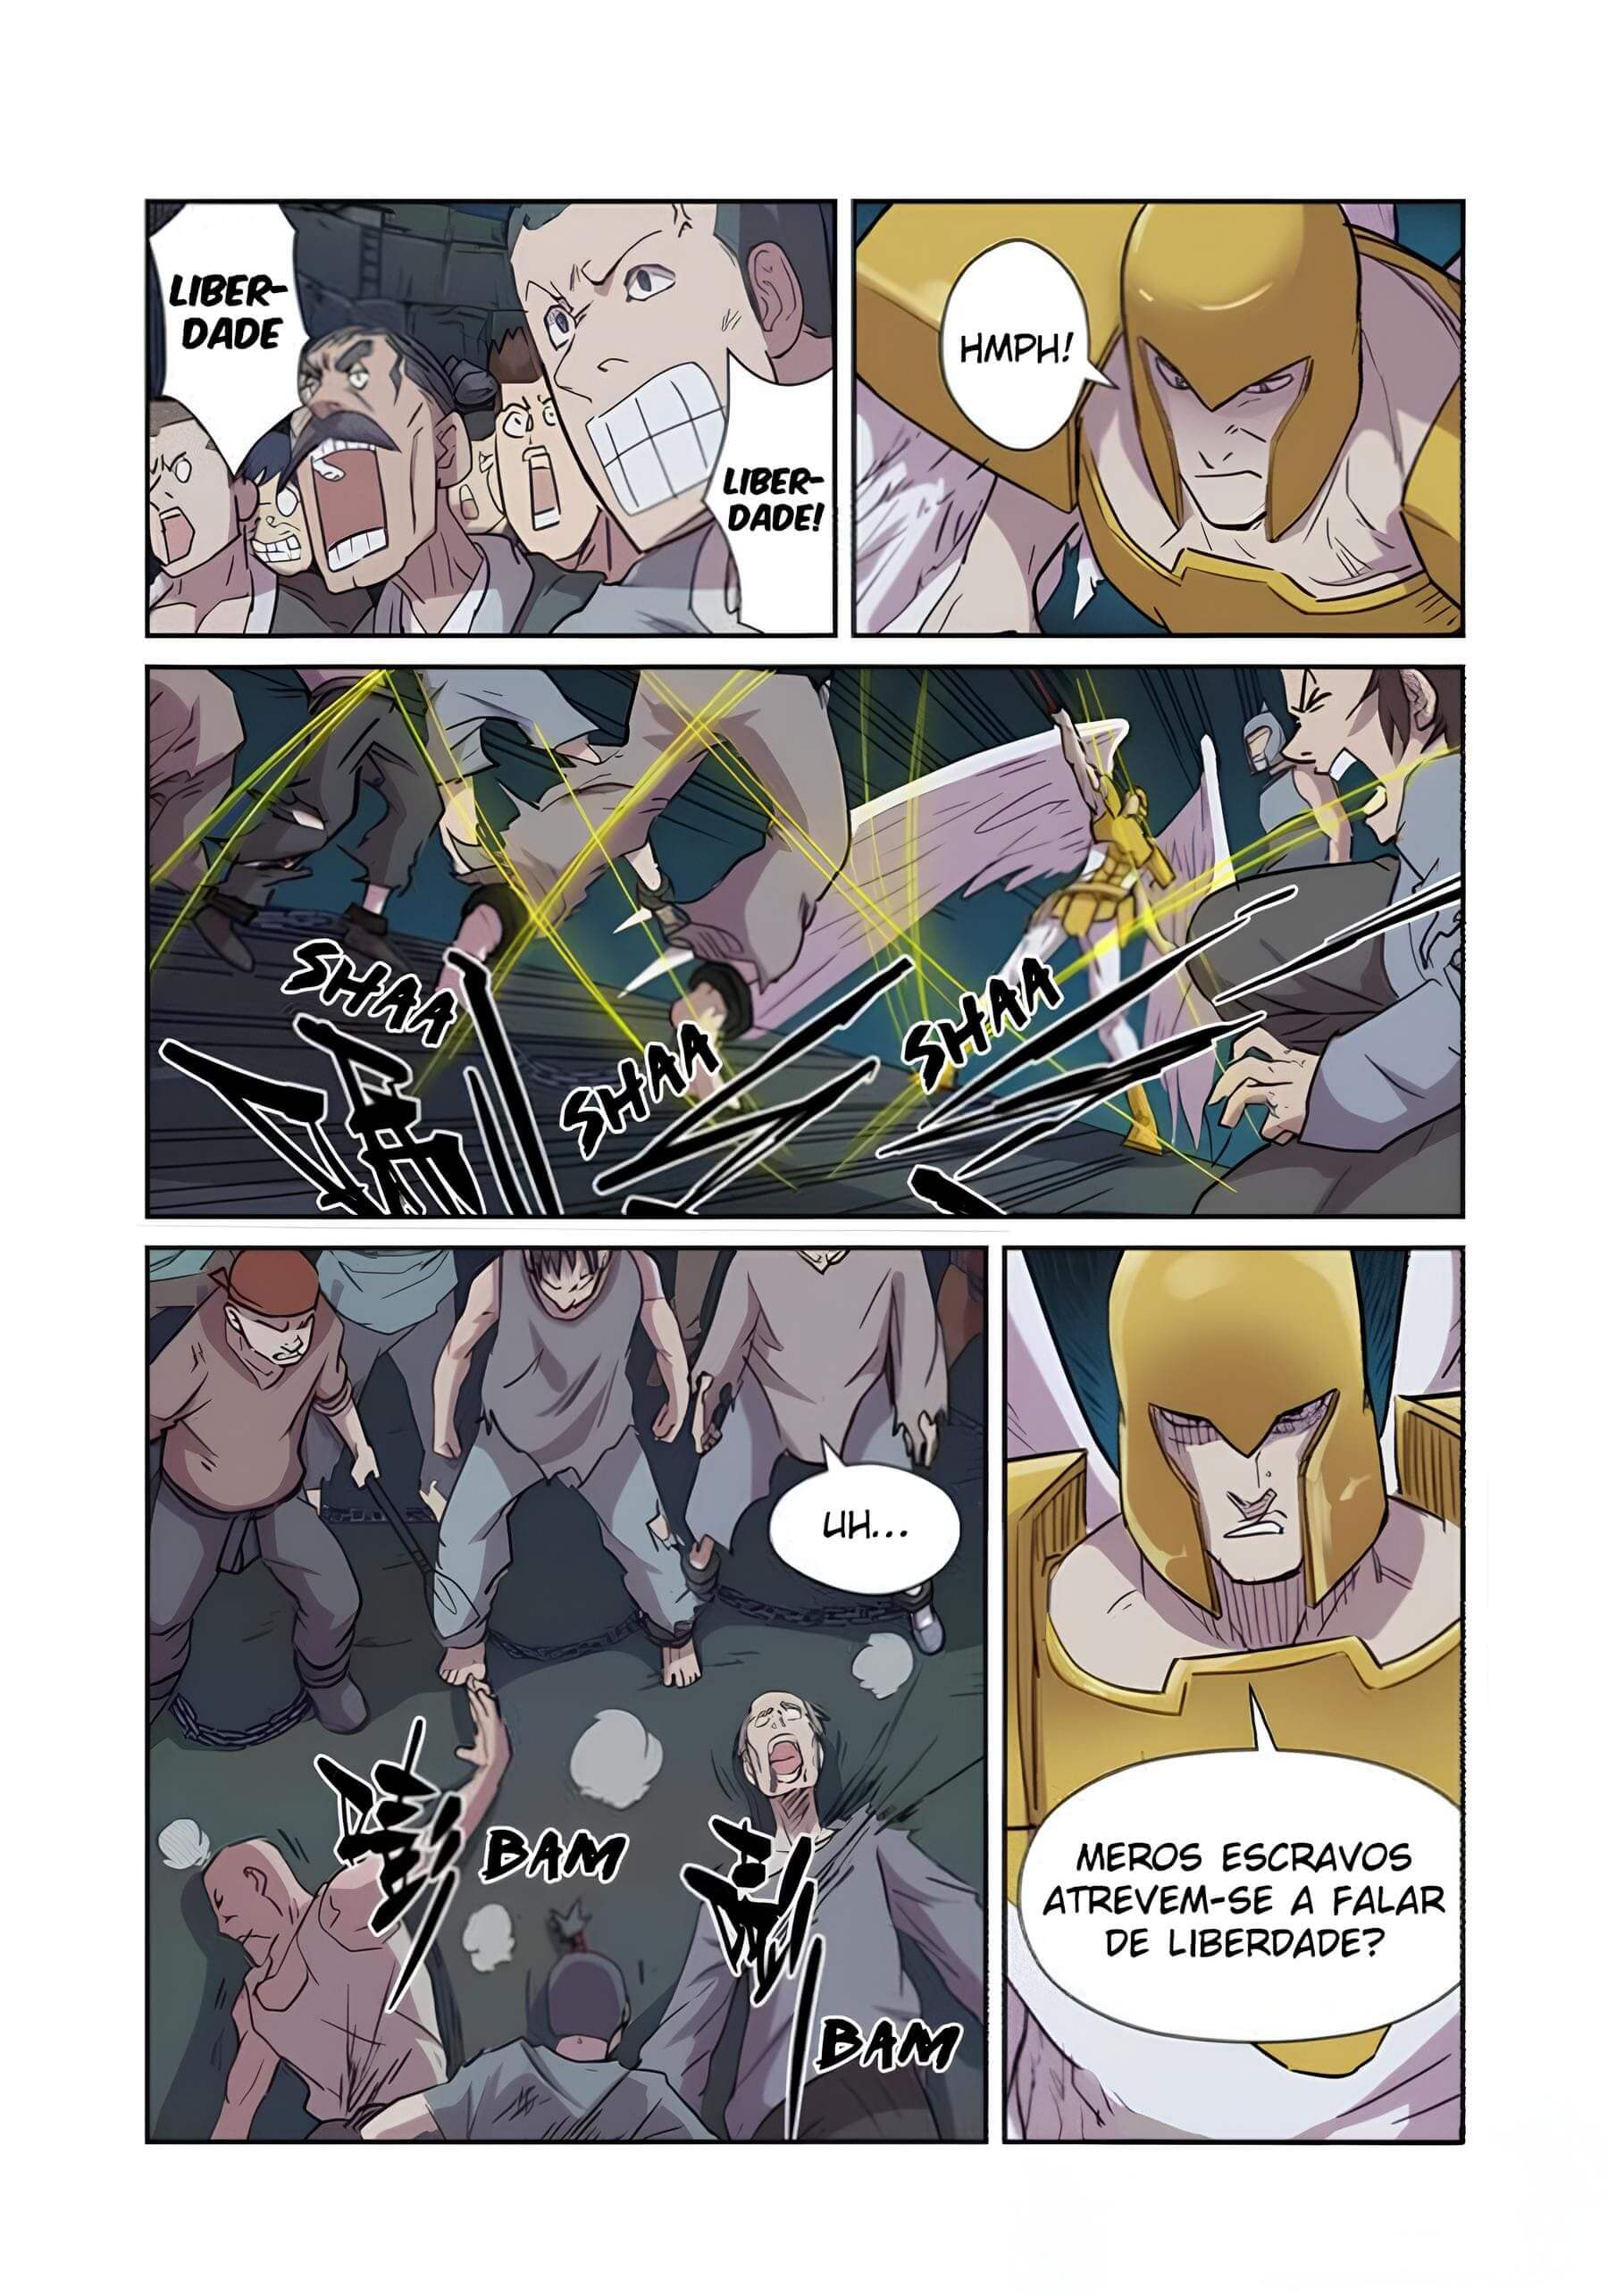 LIBER-
DADE
LIBER-
DADE!
HMPH!
SHAA
SHAA
SHAA
UH...
BAM
BAM
MEROS ESCRAVOS
ATREVEM-SE A FALAR
DE LIBERDADE?